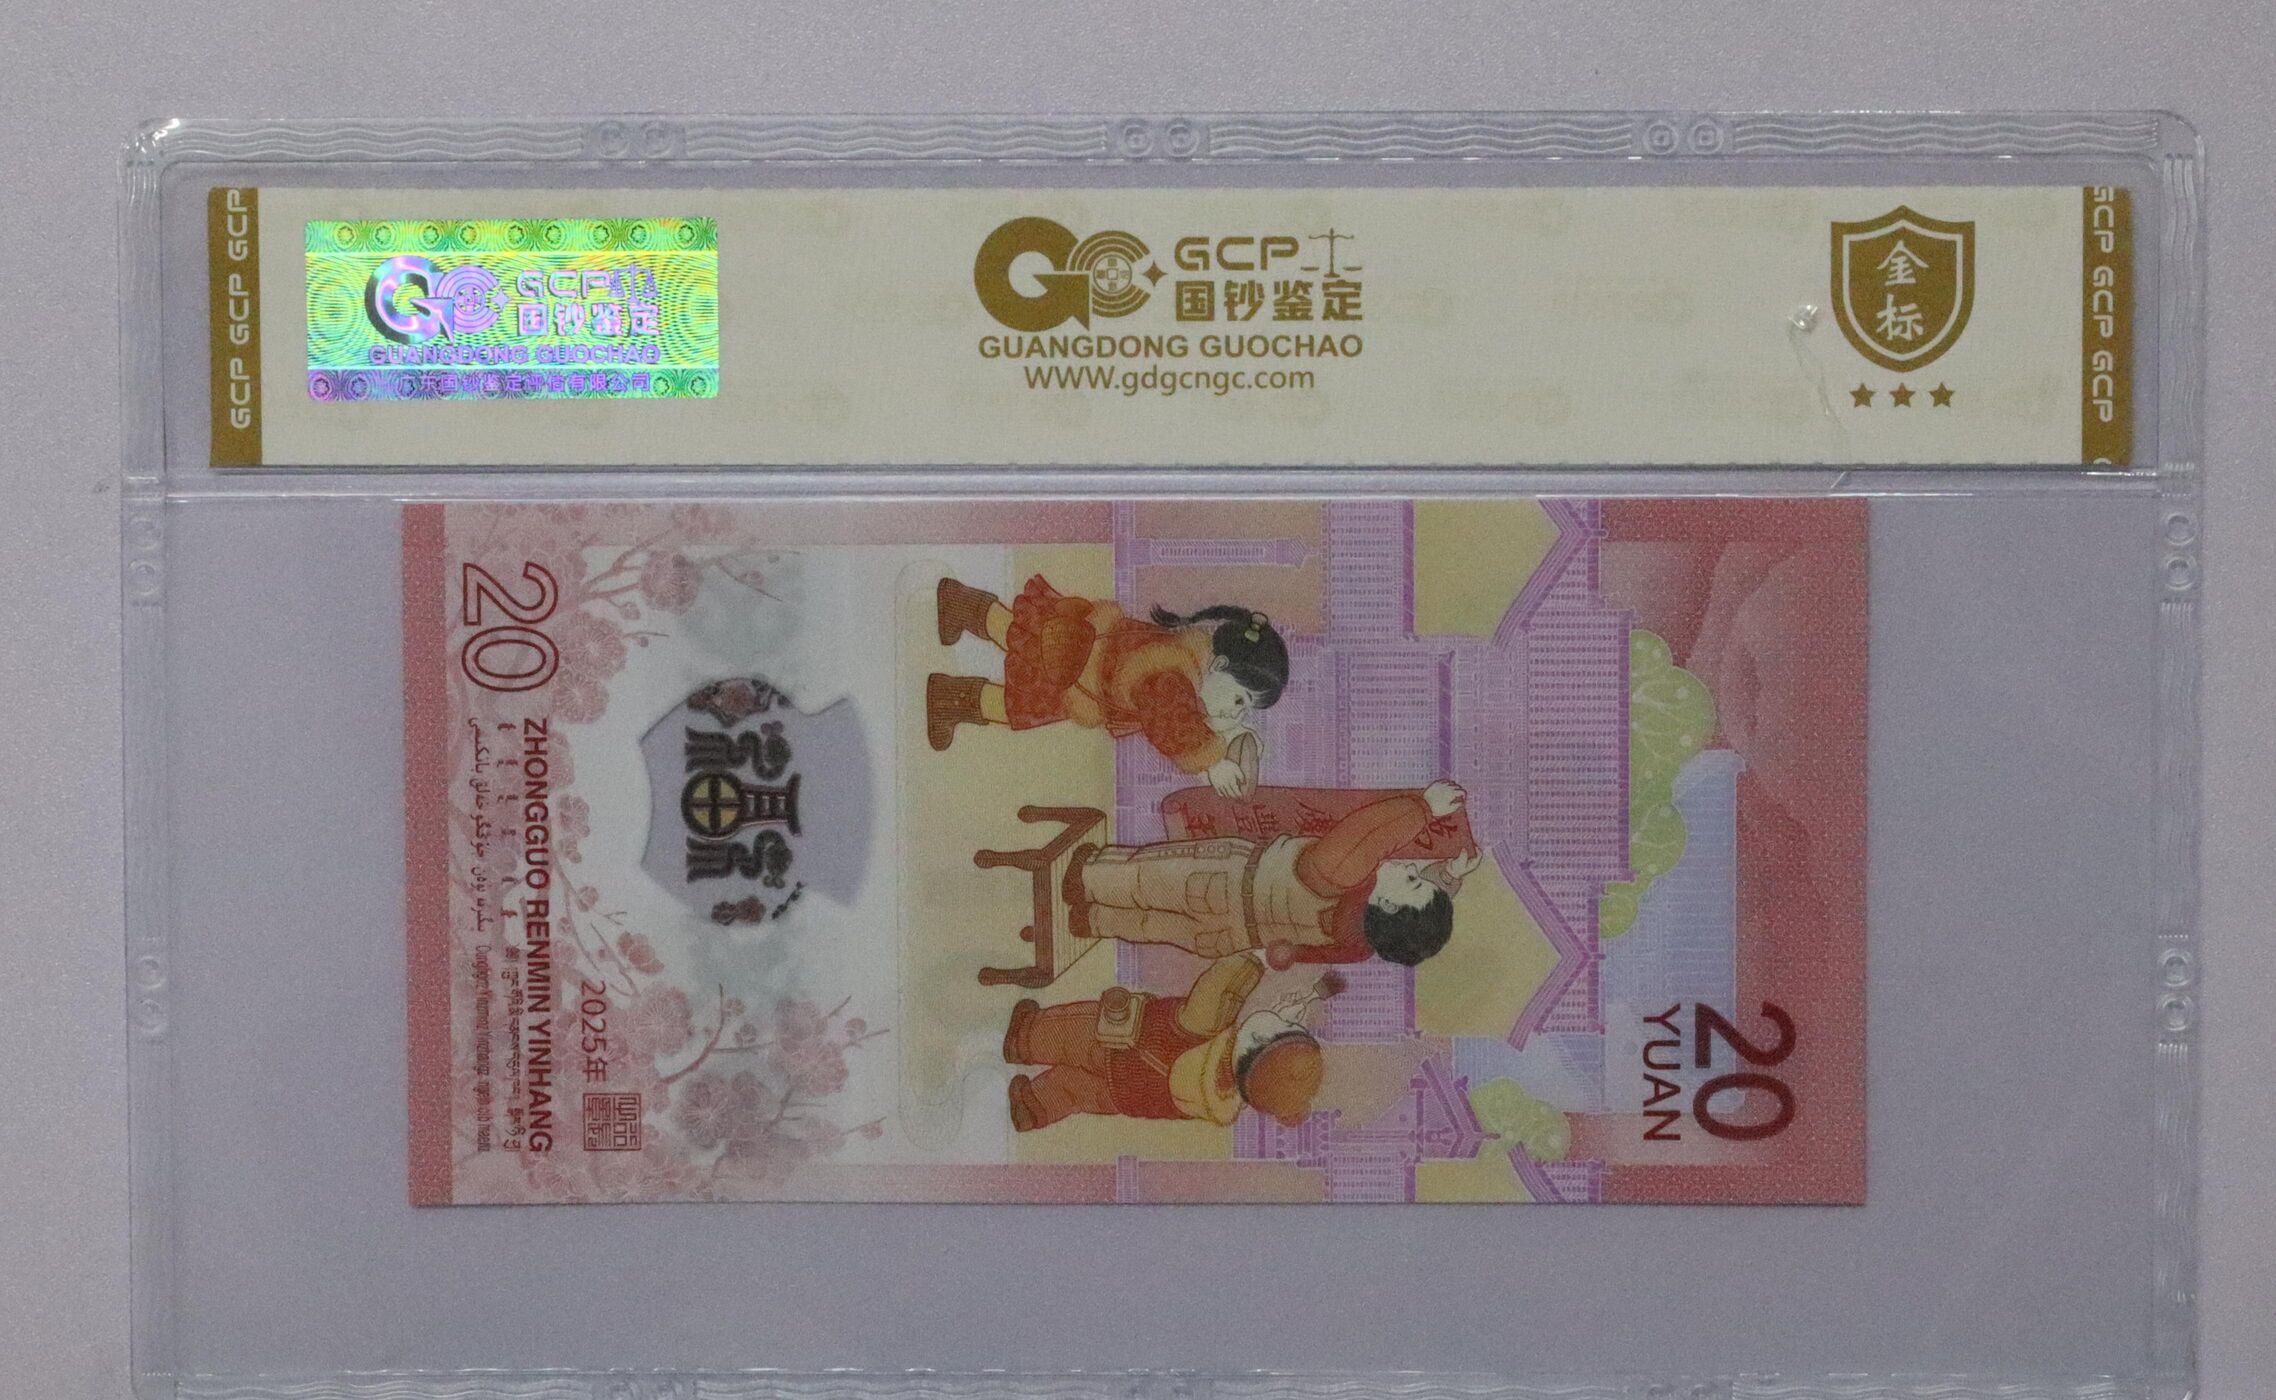 GCP GCP GCP
GCP
国钞鉴定
GUANGDONG GUOCHAO
广东国钞鉴定评估有限公司
GCP
国钞鉴定
GUANGDONG GUOCHAO
WWW.gdgcngc.com
金
标
GCP GCP GCP
20
ZHONGGUO RENMIN YINHANG
2025年
20
YUAN